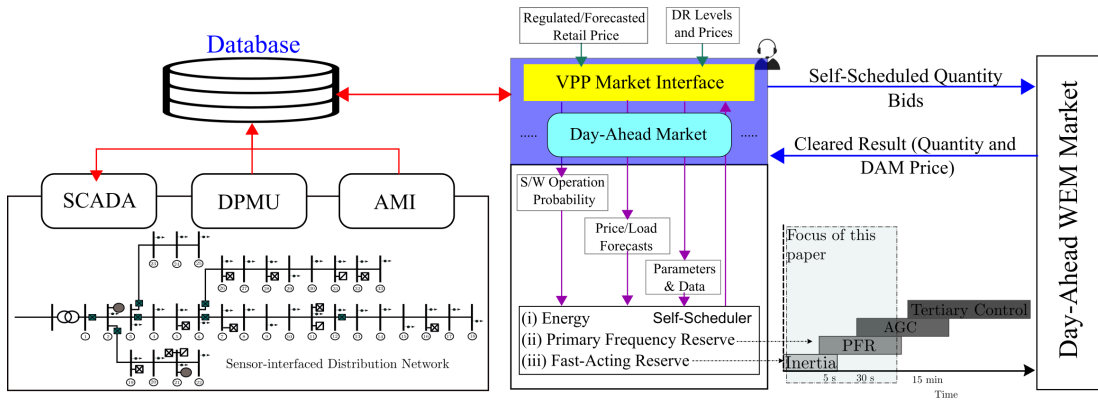 Database
SCADA
DPMU
AMI
Sensor-interfaced Distribution Network
Regulated/Forecasted
Retail Price
DR Levels
and Prices
VPP Market Interface
.....
Day-Ahead Market
.....
S/W Operation
Probability
Price/Load
Forecasts
Parameters
& Data
(i) Energy
Self-Scheduler
(ii) Primary Frequency Reserve
(iii) Fast-Acting Reserve
Self-Scheduled Quantity
Bids
Cleared Result (Quantity and
DAM Price)
Focus of this
paper
Tertiary Control
AGC
PFR
Inertia
5 s
30 s
15 min
Time
Day-Ahead WEM Market